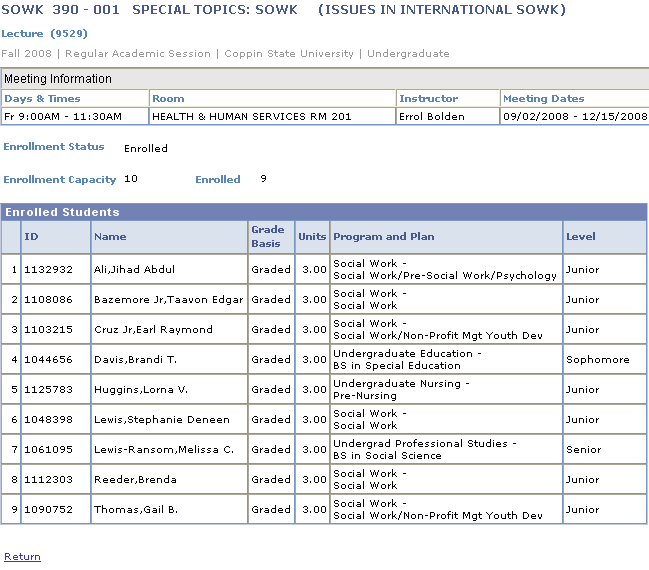 SOWK 390 - 001 SPECIAL TOPICS: SOWK (ISSUES IN INTERNATIONAL SOWK)
Lecture (9529)
Fall 2008 | Regular Academic Session | Coppin State University | Undergraduate
Meeting Information
Days & Times Room Instructor Meeting Dates
Fr 9:00AM - 11:30AM HEALTH & HUMAN SERVICES RM 201 Errol Bolden 09/02/2008 - 12/15/2008
Enrollment Status Enrolled
Enrollment Capacity 10 Enrolled 9
Enrolled Students
ID Name Grade Basis Units Program and Plan Level
1 1132932 Ali,Jihad Abdul Graded 3.00 Social Work -
Social Work/Pre-Social Work/Psychology Junior
2 1108086 Bazemore Jr,Taavon Edgar Graded 3.00 Social Work -
Social Work Junior
3 1103215 Cruz Jr,Earl Raymond Graded 3.00 Social Work -
Social Work/Non-Profit Mgt Youth Dev Junior
4 1044656 Davis,Brandi T. Graded 3.00 Undergraduate Education -
BS in Special Education Sophomore
5 1125783 Huggins,Lorna V. Graded 3.00 Undergraduate Nursing -
Pre-Nursing Junior
6 1048398 Lewis,Stephanie Deneen Graded 3.00 Social Work -
Social Work Junior
7 1061095 Lewis-Ransom,Melissa C. Graded 3.00 Undergrad Professional Studies -
BS in Social Science Senior
8 1112303 Reeder,Brenda Graded 3.00 Social Work -
Social Work Junior
9 1090752 Thomas,Gail B. Graded 3.00 Social Work -
Social Work/Non-Profit Mgt Youth Dev Junior
Return